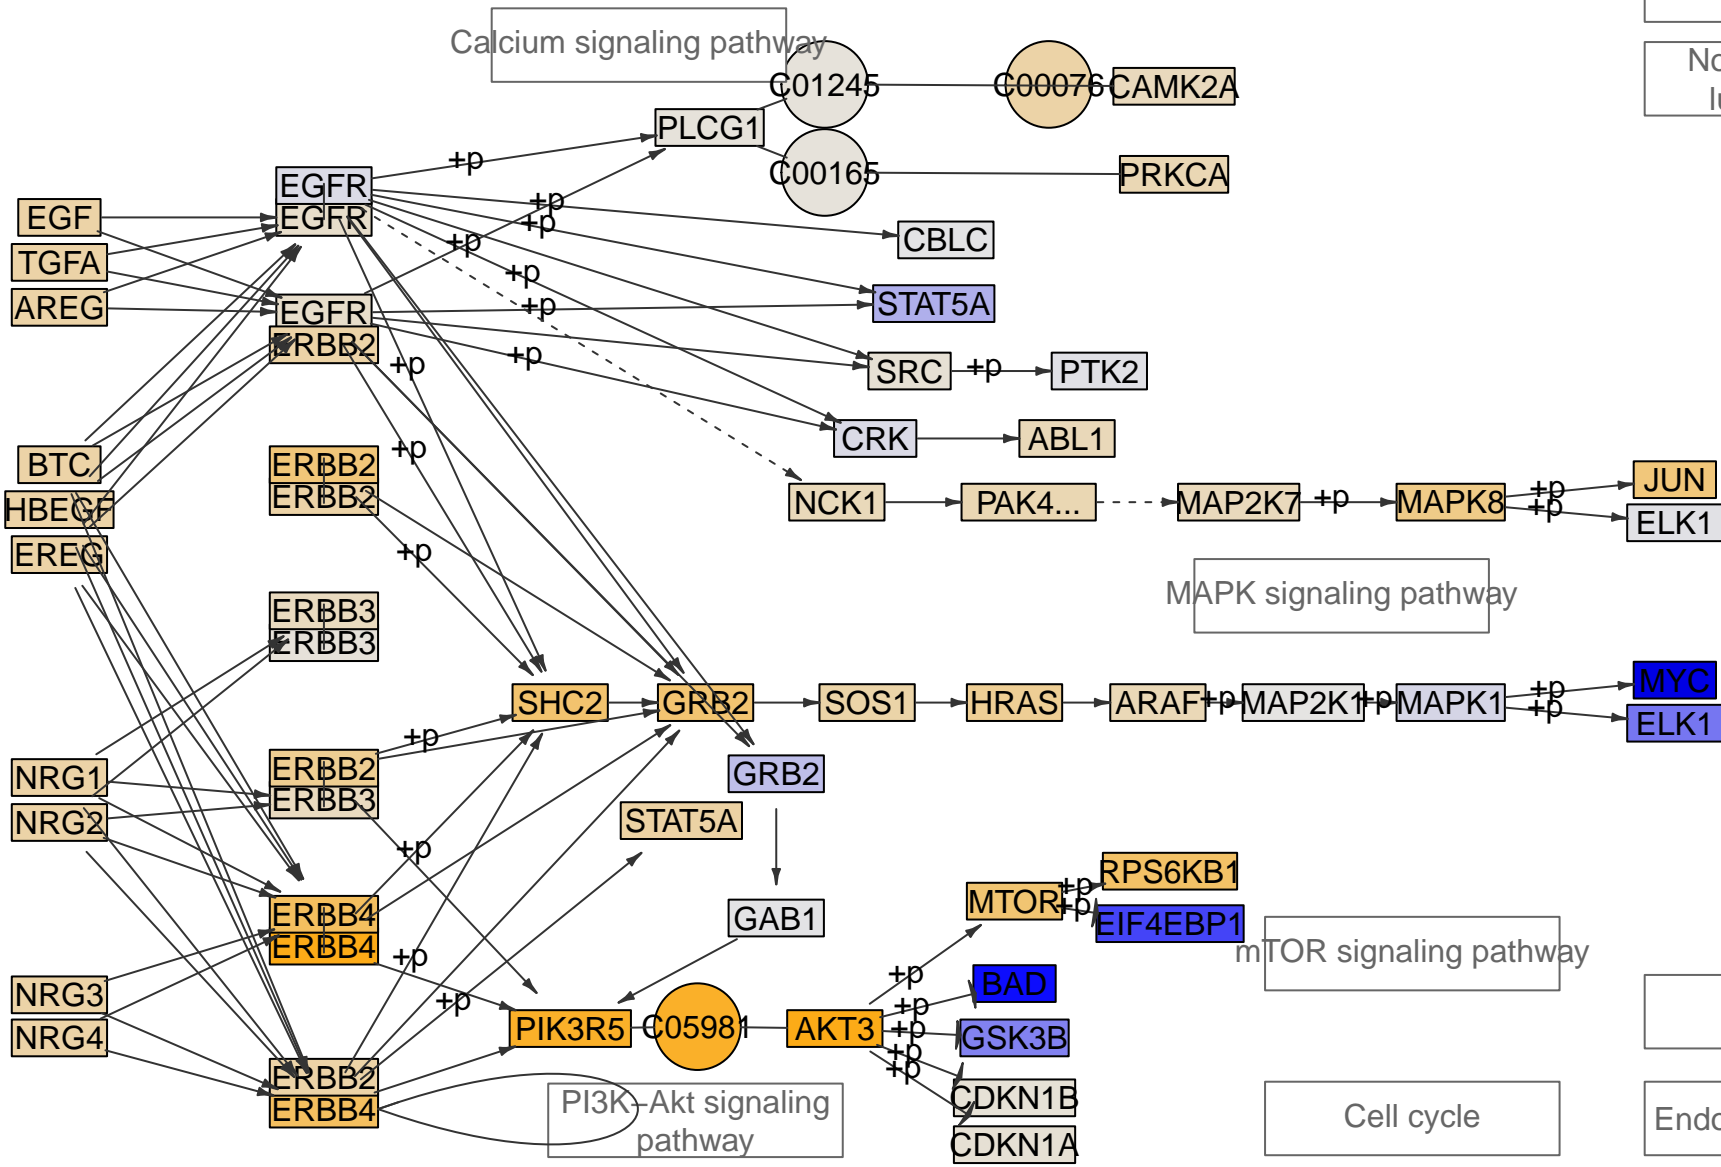 Calcium signaling pathway
No
lu
C01245
C00076
CAMK2A
PLCG1
+p
C00165
PRKCA
EGFR
EGFR
EGF
+p
+p
CBLC
TGFA
+p
+p
AREG
EGFR
+p
STAT5A
ERBB2
+p
+p
SRC
+p
PTK2
CRK
ABL1
BTC
ERBB2
+p
ERBB2
HBEGF
NCK1
PAK4...
MAP2K7
+p
MAPK8
+p
+p
JUN
ELK1
EREG
+p
MAPK signaling pathway
ERBB3
ERBB3
SHC2
GRB2
SOS1
HRAS
ARAF
+p
MAP2K1
+p
MAPK1
+p
+p
MYC
ELK1
NRG1
ERBB2
+p
ERBB3
GRB2
NRG2
STAT5A
+p
ERBB4
ERBB4
+p
GAB1
MTOR
+p
+p
RPS6KB1
EIF4EBP1
mTOR signaling pathway
NRG3
+p
+p
BAD
NRG4
PIK3R5
C05981
AKT3
+p
+p
GSK3B
+p
+p
ERBB2
ERBB4
PI3K–Akt signaling
pathway
CDKN1B
CDKN1A
Cell cycle
Endo